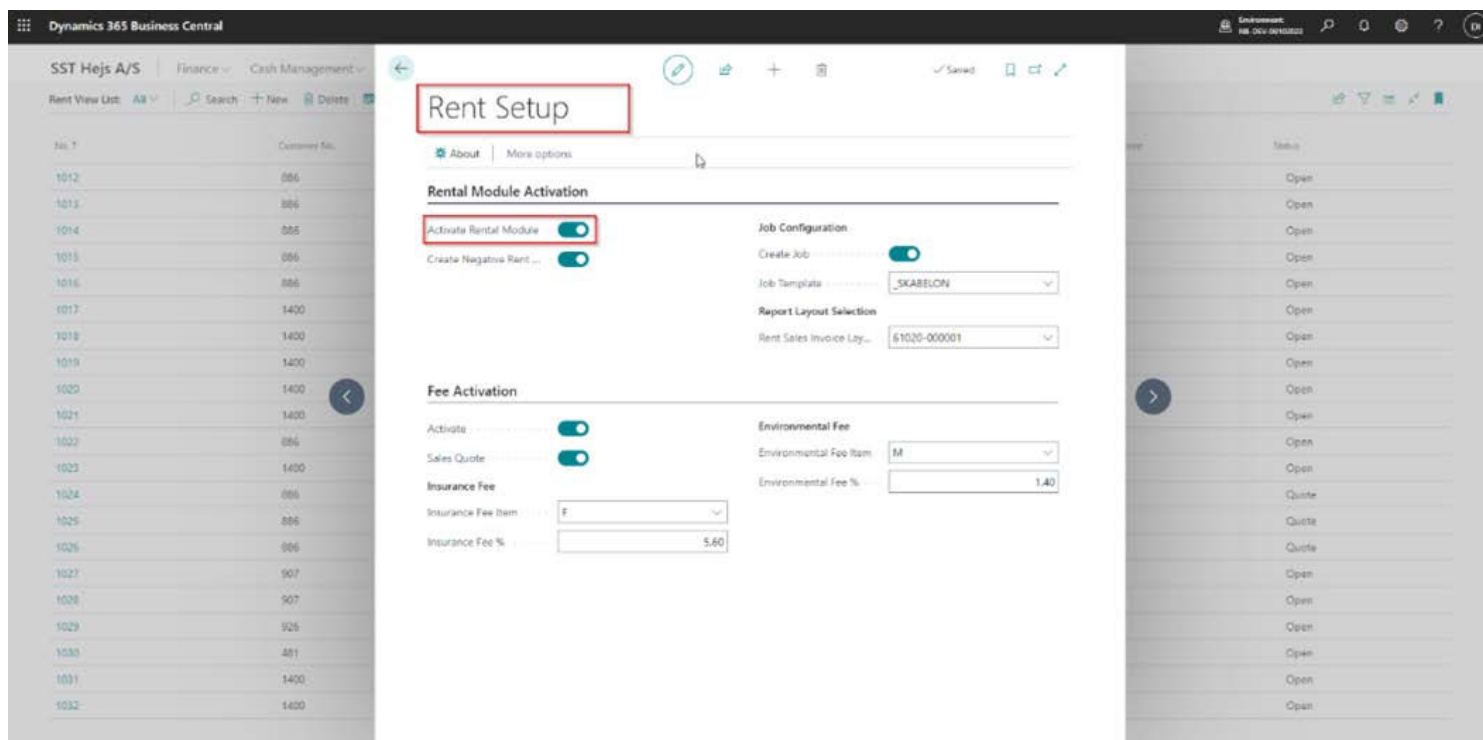 Dynamics 365 Business Central
Environment:
SST Hejs A/S Finance Cash Management
Saved
Rent View List: All Search New Delete
Rent Setup
About More options
No. ↑ Customer No. Status
Rental Module Activation
Activate Rental Module Job Configuration
Create Negative Rent ... Create Job
Job Template _SKABELON
Report Layout Selection
Rent Sales Invoice Lay... 61020-000001
Fee Activation
Activate Environmental Fee
Sales Quote Environmental Fee Item M
Insurance Fee Environmental Fee % 1.40
Insurance Fee Item F
Insurance Fee % 5.60
1012 886 Open
1013 886 Open
1014 886 Open
1015 886 Open
1016 886 Open
1017 1400 Open
1018 1400 Open
1019 1400 Open
1020 1400 Open
1021 1400 Open
1022 886 Open
1023 1400 Open
1024 886 Quote
1025 886 Quote
1026 886 Quote
1027 907 Open
1028 907 Open
1029 926 Open
1030 481 Open
1031 1400 Open
1032 1400 Open